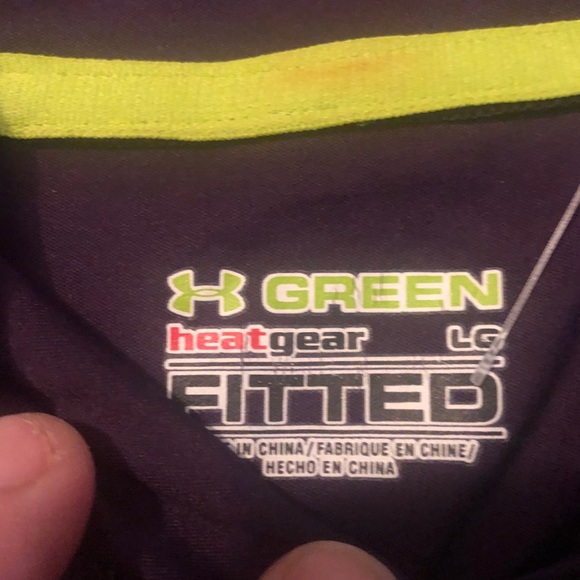 GREEN
heatgear LG
FITTED
IN CHINA/FABRIQUE EN CHINE/
HECHO EN CHINA